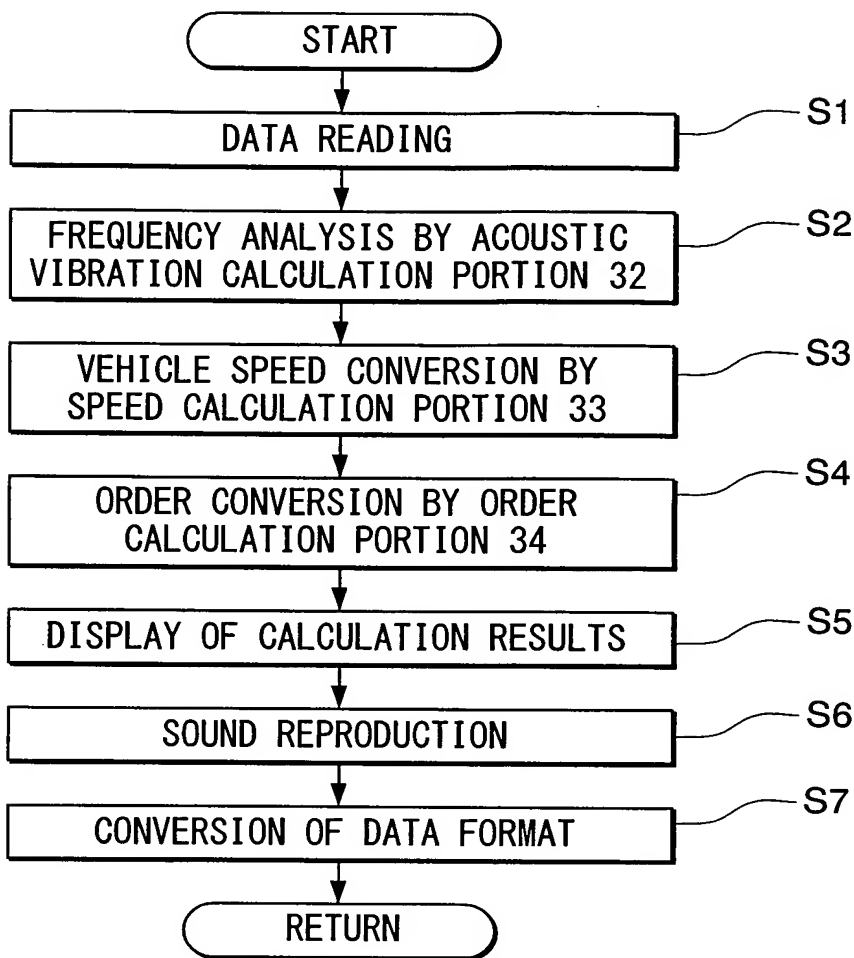 START
S1
DATA READING
S2
FREQUENCY ANALYSIS BY ACOUSTIC
VIBRATION CALCULATION PORTION 32
S3
VEHICLE SPEED CONVERSION BY
SPEED CALCULATION PORTION 33
S4
ORDER CONVERSION BY ORDER
CALCULATION PORTION 34
S5
DISPLAY OF CALCULATION RESULTS
S6
SOUND REPRODUCTION
S7
CONVERSION OF DATA FORMAT
RETURN